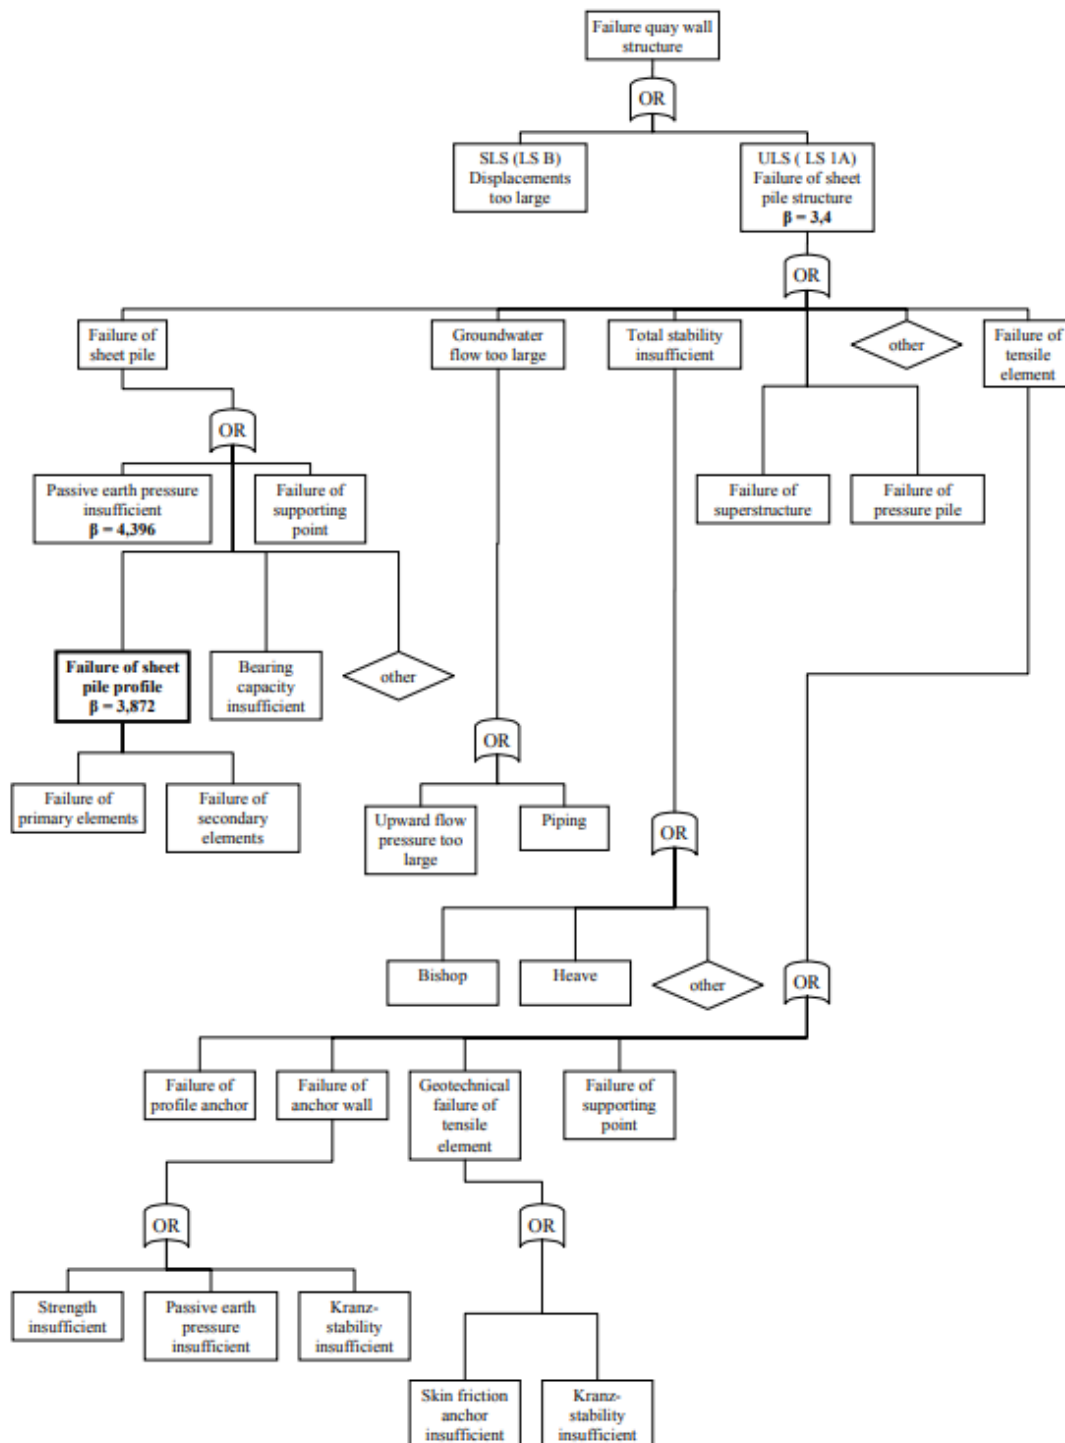 Failure quay wall
structure
OR
SLS (LS B)
Displacements
too large
ULS ( LS 1A)
Failure of sheet
pile structure
β = 3,4
OR
Failure of
sheet pile
Groundwater
flow too large
Total stability
insufficient
other
Failure of
tensile
element
OR
Passive earth pressure
insufficient
β = 4,396
Failure of
supporting
point
Failure of
superstructure
Failure of
pressure pile
Failure of sheet
pile profile
β = 3,872
Bearing
capacity
insufficient
other
OR
Failure of
primary elements
Failure of
secondary
elements
Upward flow
pressure too
large
Piping
OR
Bishop
Heave
other
OR
Failure of
profile anchor
Failure of
anchor wall
Geotechnical
failure of
tensile
element
Failure of
supporting
point
OR
OR
Strength
insufficient
Passive earth
pressure
insufficient
Kranz-
stability
insufficient
Skin friction
anchor
insufficient
Kranz-
stability
insufficient